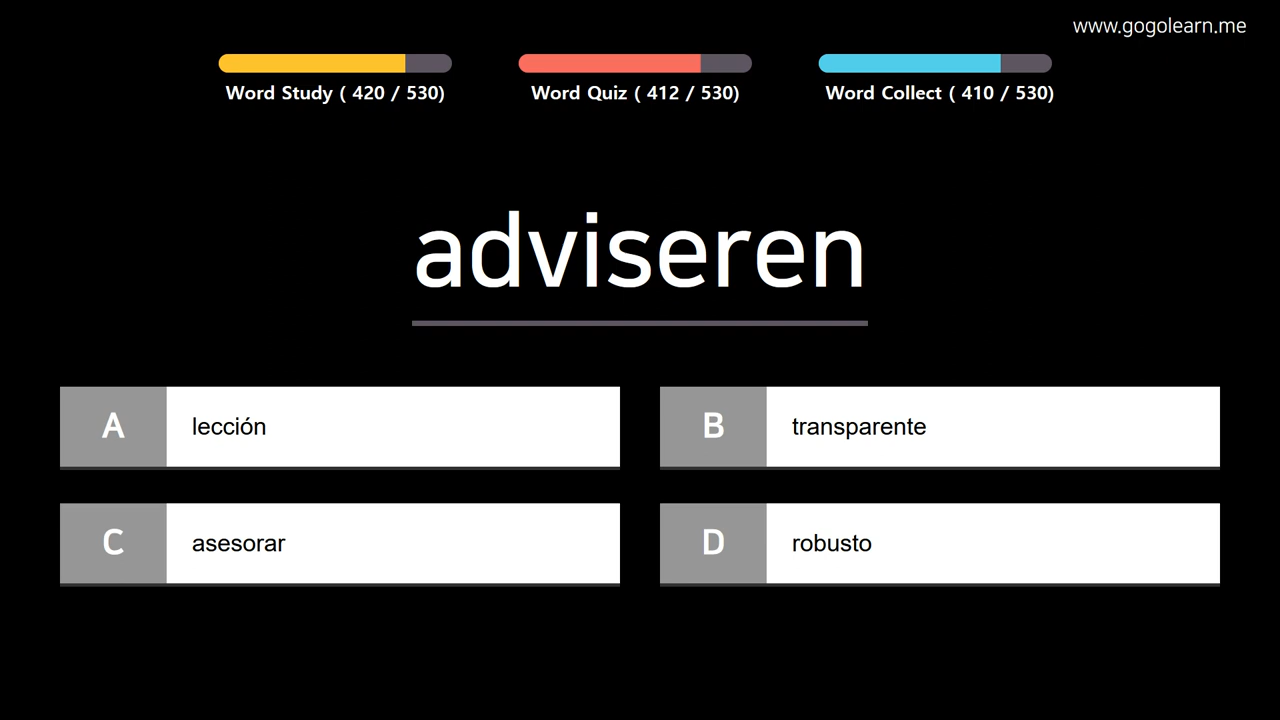 www.gogolearn.me
Word Study ( 420 / 530)
Word Quiz ( 412 / 530)
Word Collect ( 410 / 530)
adviseren
A lección
B transparente
C asesorar
D robusto